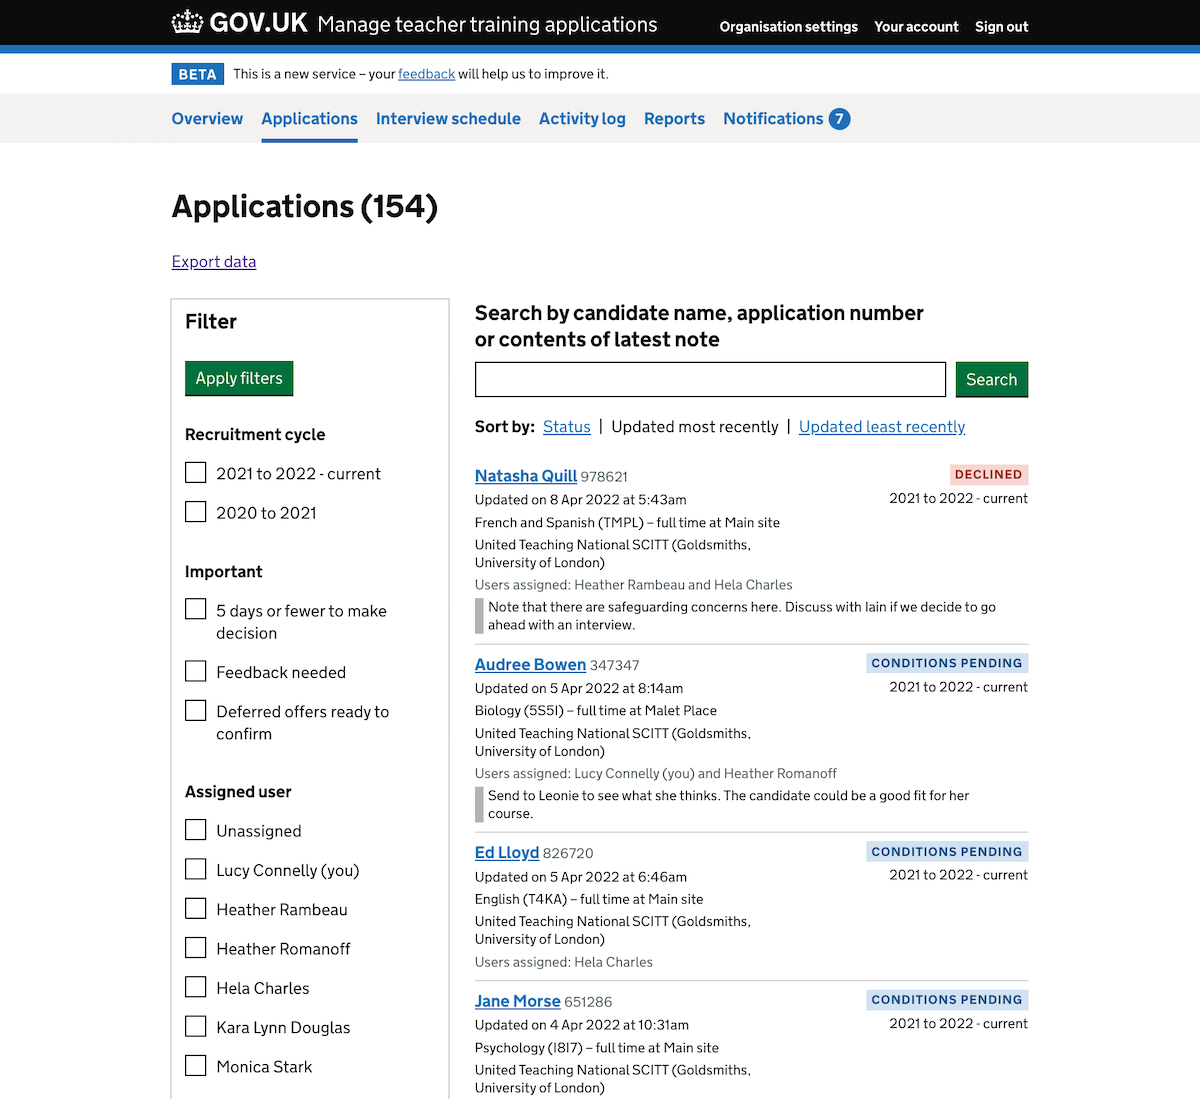 GOV.UK Manage teacher training applications
Organisation settings Your account Sign out
BETA This is a new service – your feedback will help us to improve it.
Overview Applications Interview schedule Activity log Reports Notifications 7
Applications (154)
Export data
Filter
Apply filters
Recruitment cycle
2021 to 2022 - current
2020 to 2021
Important
5 days or fewer to make
decision
Feedback needed
Deferred offers ready to
confirm
Assigned user
Unassigned
Lucy Connelly (you)
Heather Rambeau
Heather Romanoff
Hela Charles
Kara Lynn Douglas
Monica Stark
Search by candidate name, application number
or contents of latest note
Search
Sort by: Status | Updated most recently | Updated least recently
Natasha Quill 978621
DECLINED
Updated on 8 Apr 2022 at 5:43am
2021 to 2022 - current
French and Spanish (TMPL) – full time at Main site
United Teaching National SCITT (Goldsmiths,
University of London)
Users assigned: Heather Rambeau and Hela Charles
Note that there are safeguarding concerns here. Discuss with Iain if we decide to go
ahead with an interview.
Audree Bowen 347347
CONDITIONS PENDING
Updated on 5 Apr 2022 at 8:14am
2021 to 2022 - current
Biology (5S5I) – full time at Malet Place
United Teaching National SCITT (Goldsmiths,
University of London)
Users assigned: Lucy Connelly (you) and Heather Romanoff
Send to Leonie to see what she thinks. The candidate could be a good fit for her
course.
Ed Lloyd 826720
CONDITIONS PENDING
Updated on 5 Apr 2022 at 6:46am
2021 to 2022 - current
English (T4KA) – full time at Main site
United Teaching National SCITT (Goldsmiths,
University of London)
Users assigned: Hela Charles
Jane Morse 651286
CONDITIONS PENDING
Updated on 4 Apr 2022 at 10:31am
2021 to 2022 - current
Psychology (I8I7) – full time at Main site
United Teaching National SCITT (Goldsmiths,
University of London)